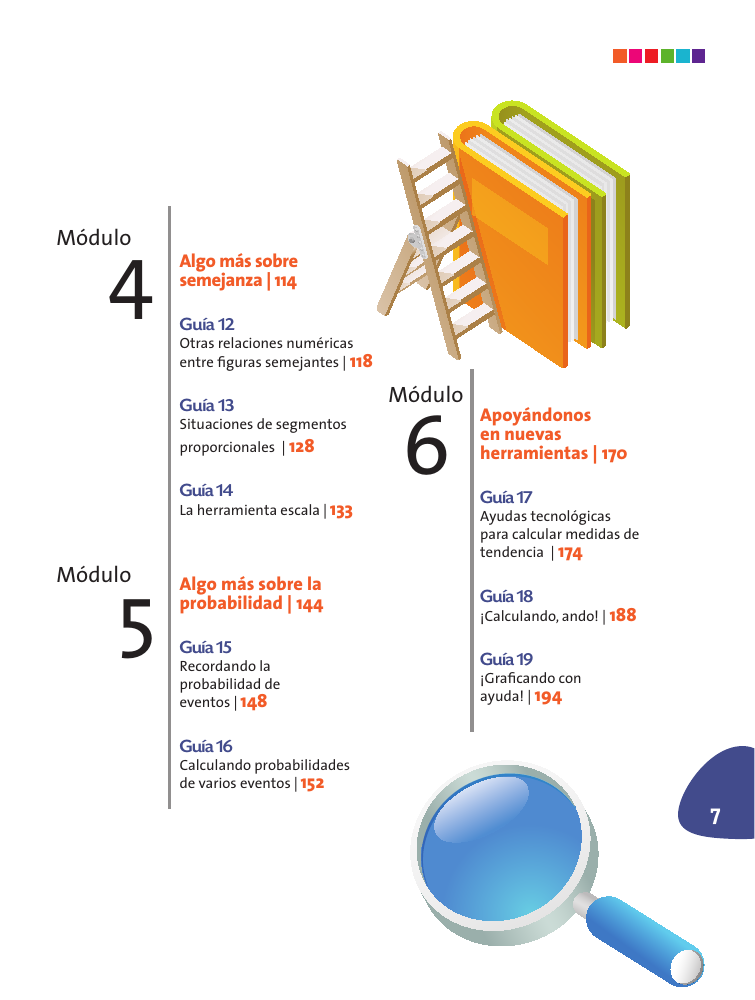 Módulo
4
Algo más sobre
semejanza | 114
Guía 12
Otras relaciones numéricas
entre figuras semejantes | 118
Guía 13
Situaciones de segmentos
proporcionales | 128
Guía 14
La herramienta escala | 133
Módulo
5
Algo más sobre la
probabilidad | 144
Guía 15
Recordando la
probabilidad de
eventos | 148
Guía 16
Calculando probabilidades
de varios eventos | 152
Módulo
6
Apoyándonos
en nuevas
herramientas | 170
Guía 17
Ayudas tecnológicas
para calcular medidas de
tendencia | 174
Guía 18
¡Calculando, ando! | 188
Guía 19
¡Graficando con
ayuda! | 194
7